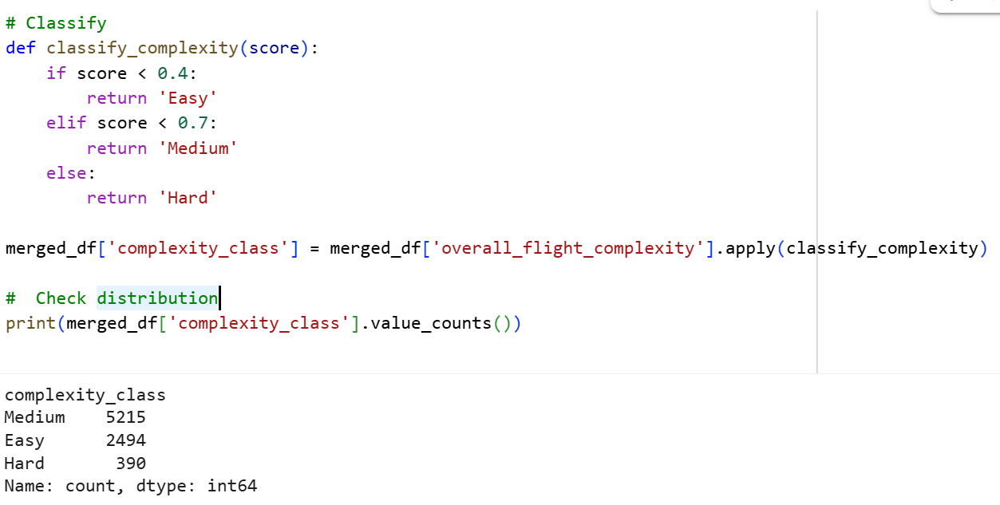 # Classify
def classify_complexity(score):
    if score < 0.4:
        return 'Easy'
    elif score < 0.7:
        return 'Medium'
    else:
        return 'Hard'
merged_df['complexity_class'] = merged_df['overall_flight_complexity'].apply(classify_complexity)
#  Check distribution
print(merged_df['complexity_class'].value_counts())
complexity_class
Medium    5215
Easy      2494
Hard       390
Name: count, dtype: int64